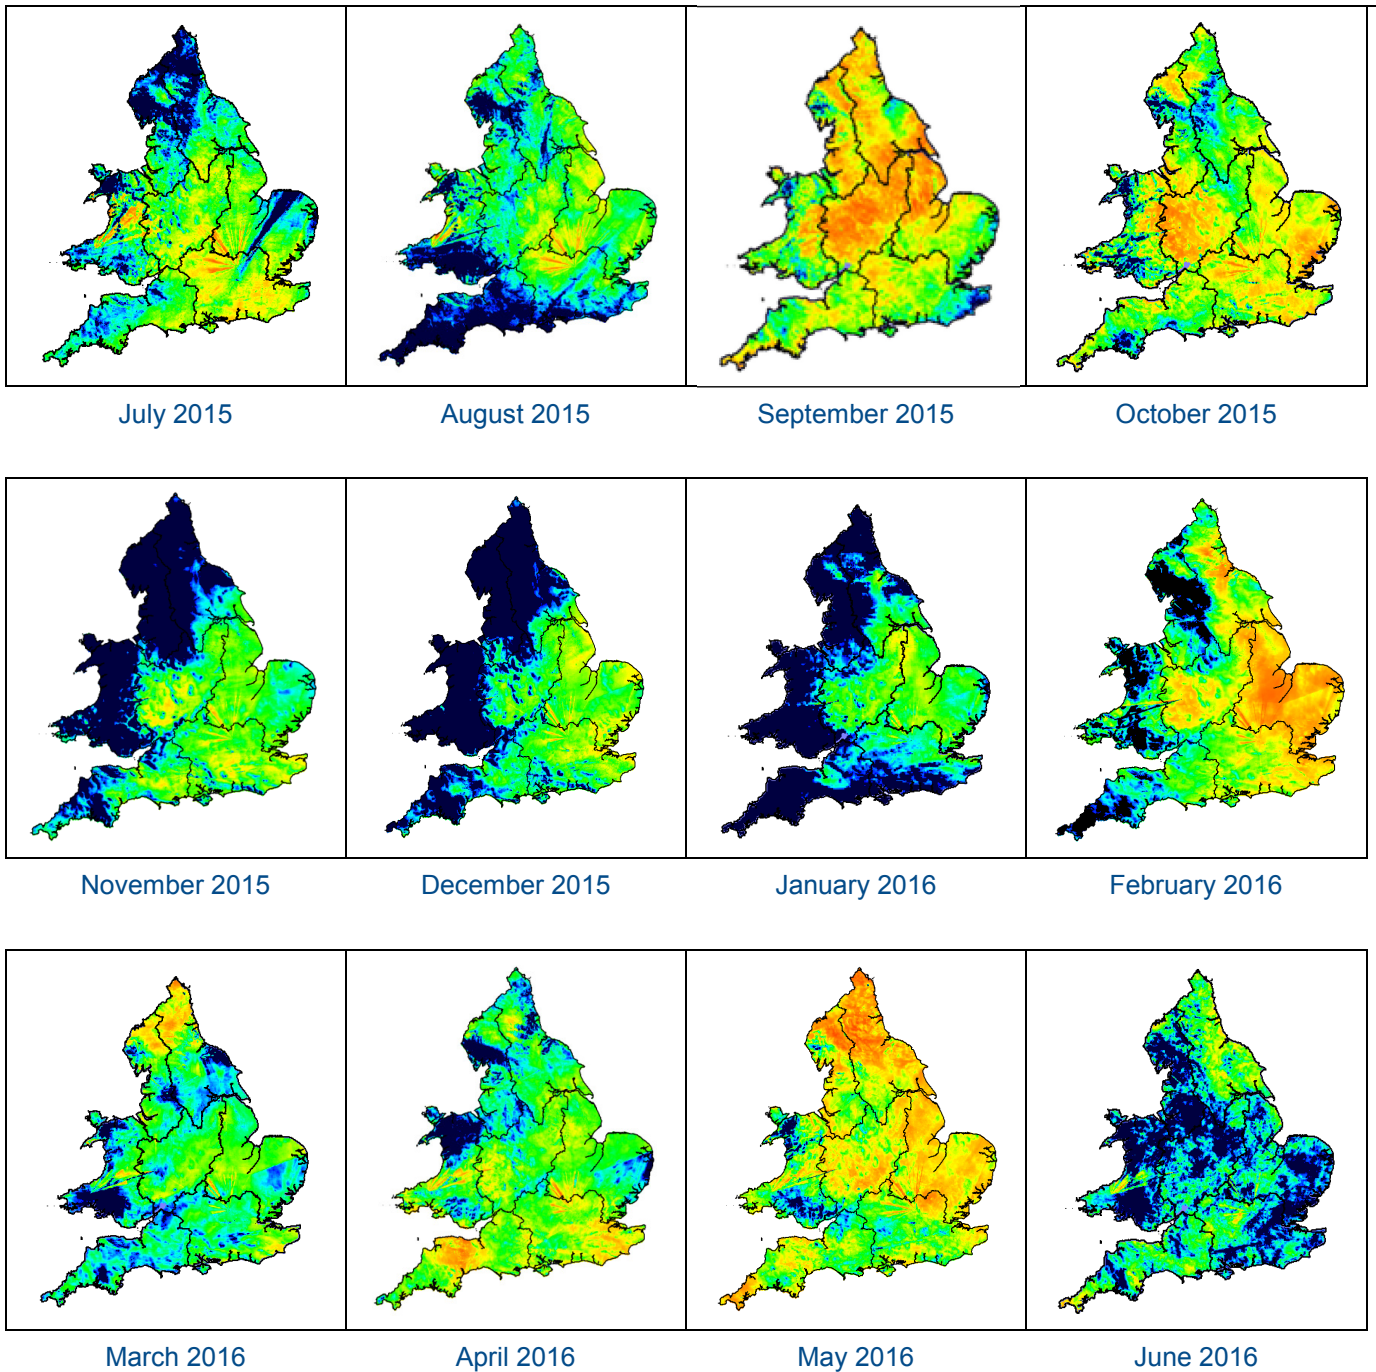 July 2015
August 2015
September 2015
October 2015
November 2015
December 2015
January 2016
February 2016
March 2016
April 2016
May 2016
June 2016